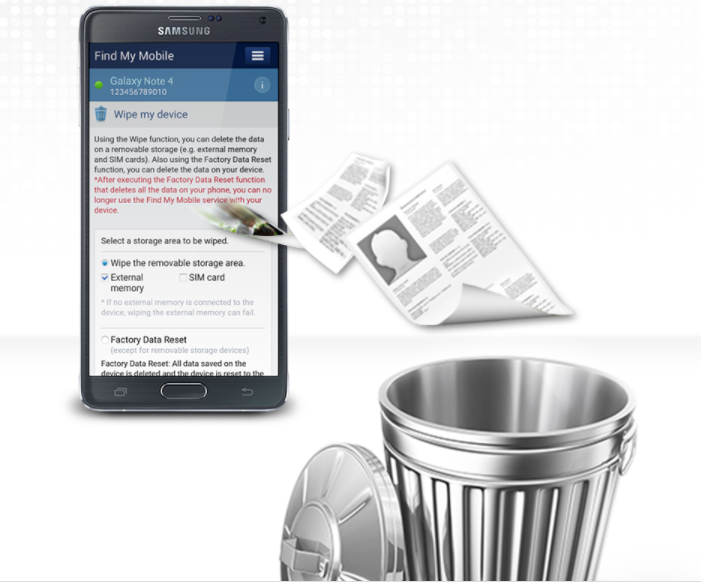 SAMSUNG
Find My Mobile
Galaxy Note 4
123456789010
Wipe my device
Using the Wipe function, you can delete the data
on a removable storage (e.g. external memory
and SIM cards). Also using the Factory Data Reset
function, you can delete the data on your device.
*After executing the Factory Data Reset function
that deletes all the data on your phone, you can no
longer use the Find My Mobile service with your
device.
Select a storage area to be wiped.
Wipe the removable storage area.
External SIM card
memory
* If no external memory is connected to the
device, wiping the external memory can fail.
Factory Data Reset
(except for removable storage devices)
Factory Data Reset: All data saved on the
device is deleted and the device is reset to the